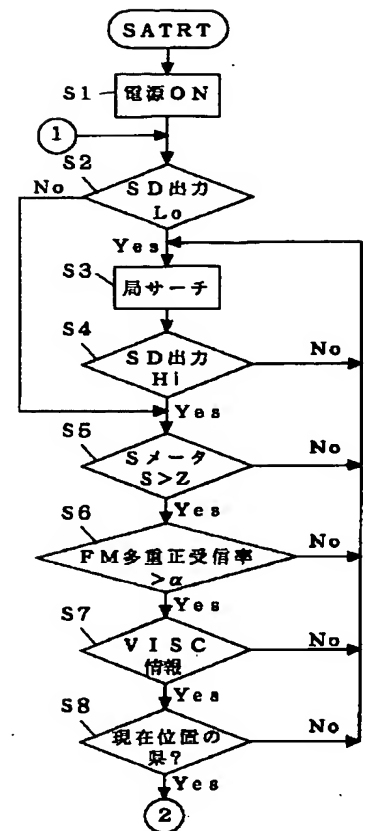 SATRT
S1
電源ON
1
S2
No
SD出力
Lo
Yes
S3
局サーチ
S4
SD出力
Hi
No
Yes
S5
Sメータ
S>Z
No
Yes
S6
FM多重正受信率
>α
No
Yes
S7
VISC
情報
No
Yes
S8
現在位置の
県?
No
Yes
2